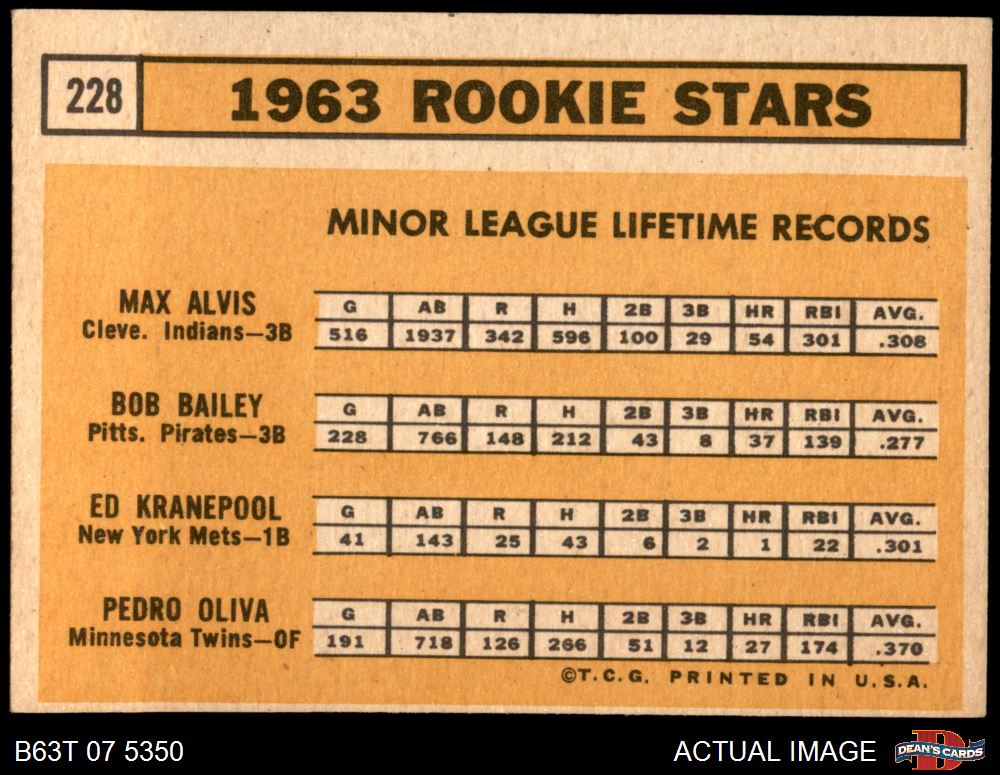 228 1963 ROOKIE STARS
MINOR LEAGUE LIFETIME RECORDS
MAX ALVIS
Cleve. Indians—3B
G AB R H 2B 3B HR RBI AVG.
516 1937 342 596 100 29 54 301 .308
BOB BAILEY
Pitts. Pirates—3B
G AB R H 2B 3B HR RBI AVG.
228 766 148 212 43 8 37 139 .277
ED KRANEPOOL
New York Mets—1B
G AB R H 2B 3B HR RBI AVG.
41 143 25 43 6 2 1 22 .301
PEDRO OLIVA
Minnesota Twins—OF
G AB R H 2B 3B HR RBI AVG.
191 718 126 266 51 12 27 174 .370
©T.C.G. PRINTED IN U.S.A.
B63T 07 5350
ACTUAL IMAGE
DEAN'S CARDS